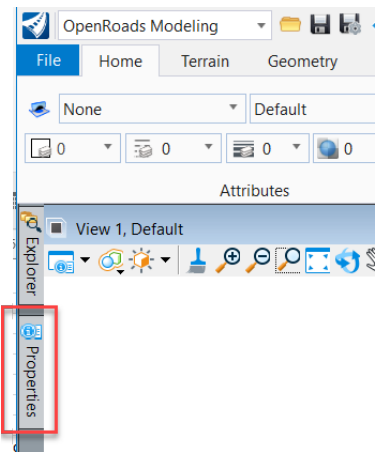 OpenRoads Modeling
File Home Terrain Geometry
None Default
0 0 0 0
Attributes
View 1, Default
Explorer
Properties